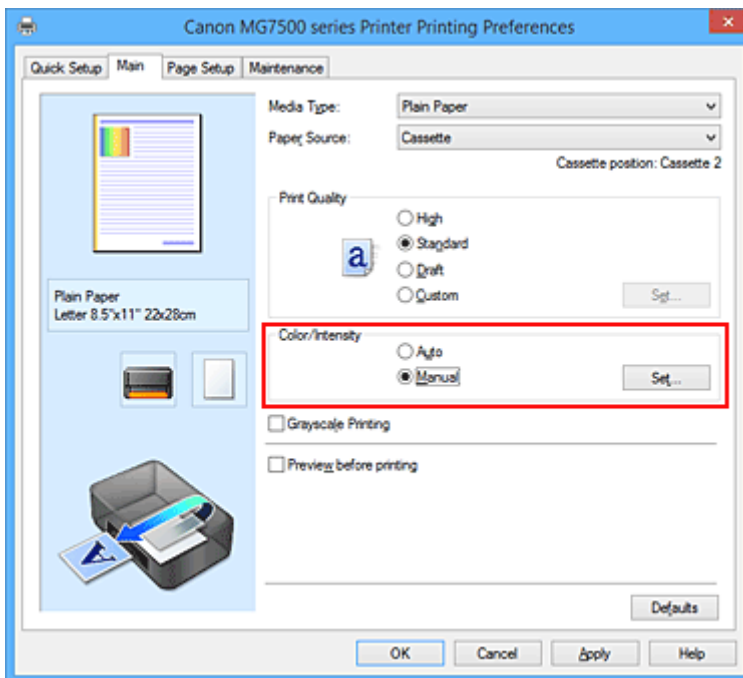 Canon MG7500 series Printer Printing Preferences
Quick Setup Main Page Setup Maintenance
Media Type: Plain Paper
Paper Source: Cassette
Cassette position: Cassette 2
Print Quality
High
Standard
Draft
Custom Set...
a
Plain Paper
Letter 8.5"x11" 22x28cm
Color/Intensity
Auto
Manual Set...
Grayscale Printing
Preview before printing
A
Defaults
OK Cancel Apply Help